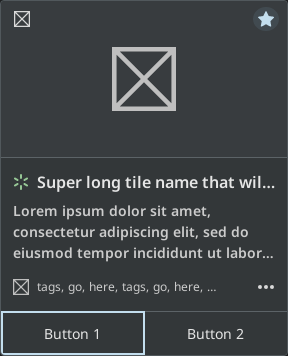 Super long tile name that wil...
Lorem ipsum dolor sit amet,
consectetur adipiscing elit, sed do
eiusmod tempor incididunt ut labor...
tags, go, here, tags, go, here, ...
Button 1
Button 2